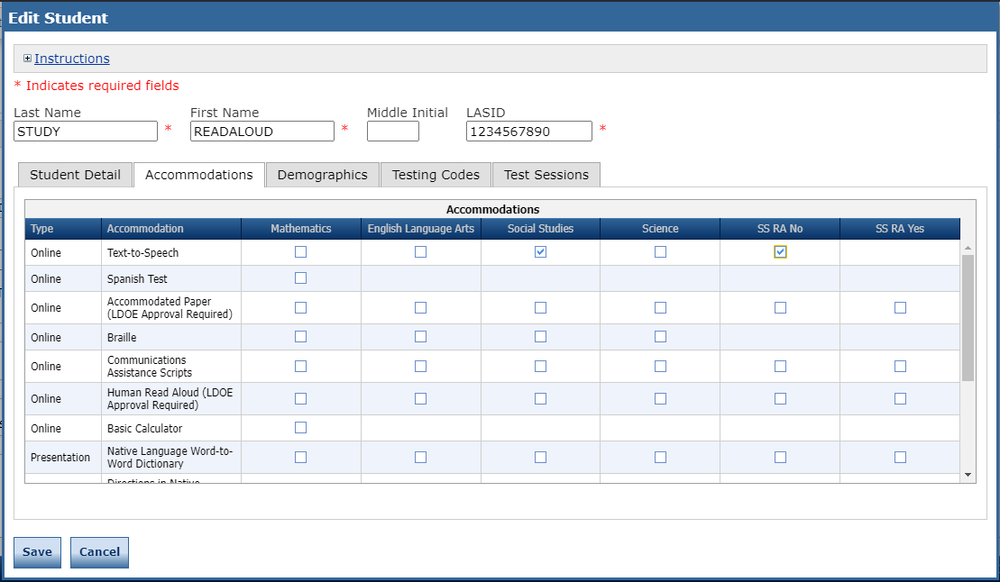 Edit Student
Instructions
* Indicates required fields
Last Name First Name Middle Initial LASID
STUDY * READALOUD * 1234567890 *
Student Detail Accommodations Demographics Testing Codes Test Sessions
Accommodations
Type Accommodation Mathematics English Language Arts Social Studies Science SS RA No SS RA Yes
Online Text-to-Speech
Online Spanish Test
Online Accommodated Paper
(LDOE Approval Required)
Online Braille
Online Communications
Assistance Scripts
Online Human Read Aloud (LDOE
Approval Required)
Online Basic Calculator
Presentation Native Language Word-to-
Word Dictionary
Directions in Native
Save Cancel